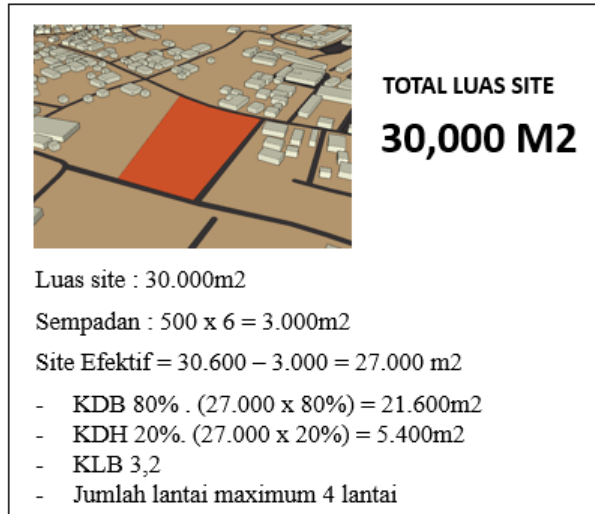 TOTAL LUAS SITE
30,000 M2
Luas site : 30.000m2
Sempadan : 500 x 6 = 3.000m2
Site Efektif = 30.600 – 3.000 = 27.000 m2
- KDB 80% . (27.000 x 80%) = 21.600m2
- KDH 20%. (27.000 x 20%) = 5.400m2
- KLB 3,2
- Jumlah lantai maximum 4 lantai